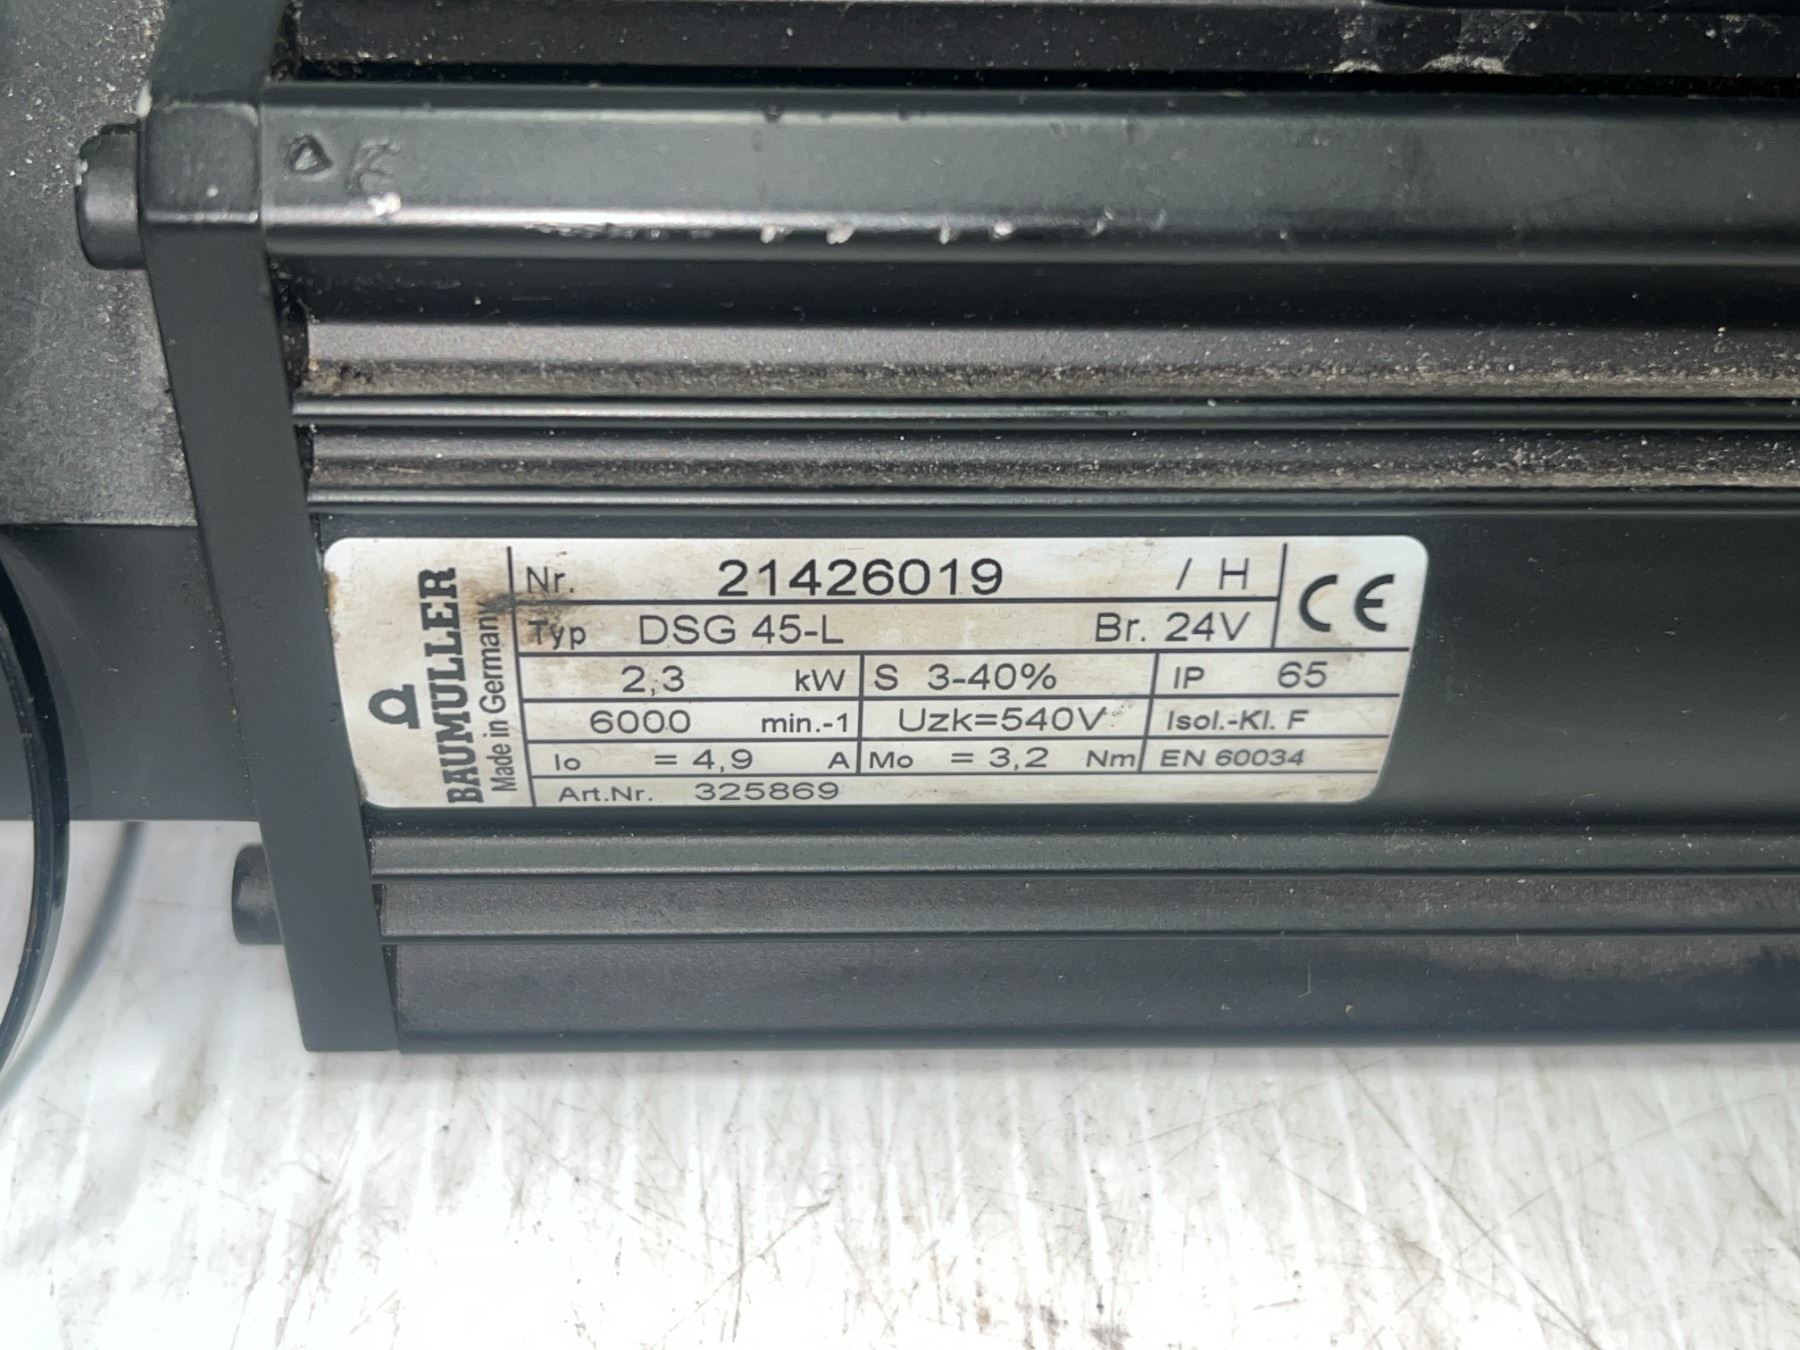 BAUMULLER
Made in Germany
Nr. 21426019 / H
Typ DSG 45-L Br. 24V
CE
2,3 kW S 3-40% IP 65
6000 min.-1 Uzk=540V Isol.-Kl. F
Io = 4,9 A Mo = 3,2 Nm EN 60034
Art.Nr. 325869